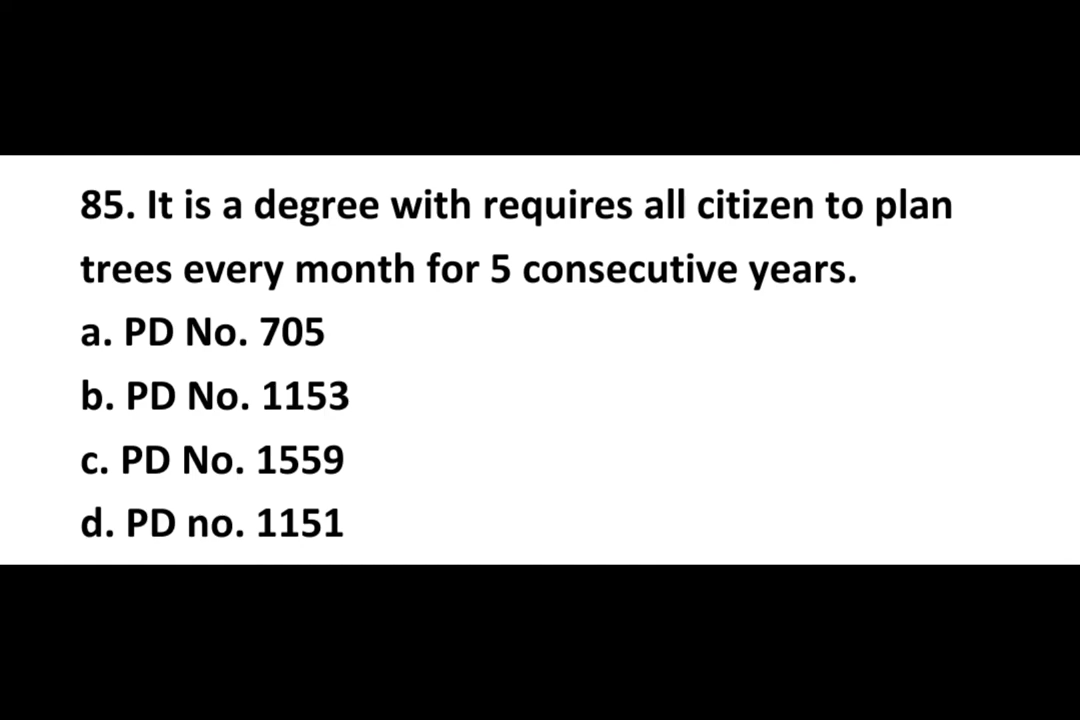 85. It is a degree with requires all citizen to plan
trees every month for 5 consecutive years.
a. PD No. 705
b. PD No. 1153
c. PD No. 1559
d. PD no. 1151